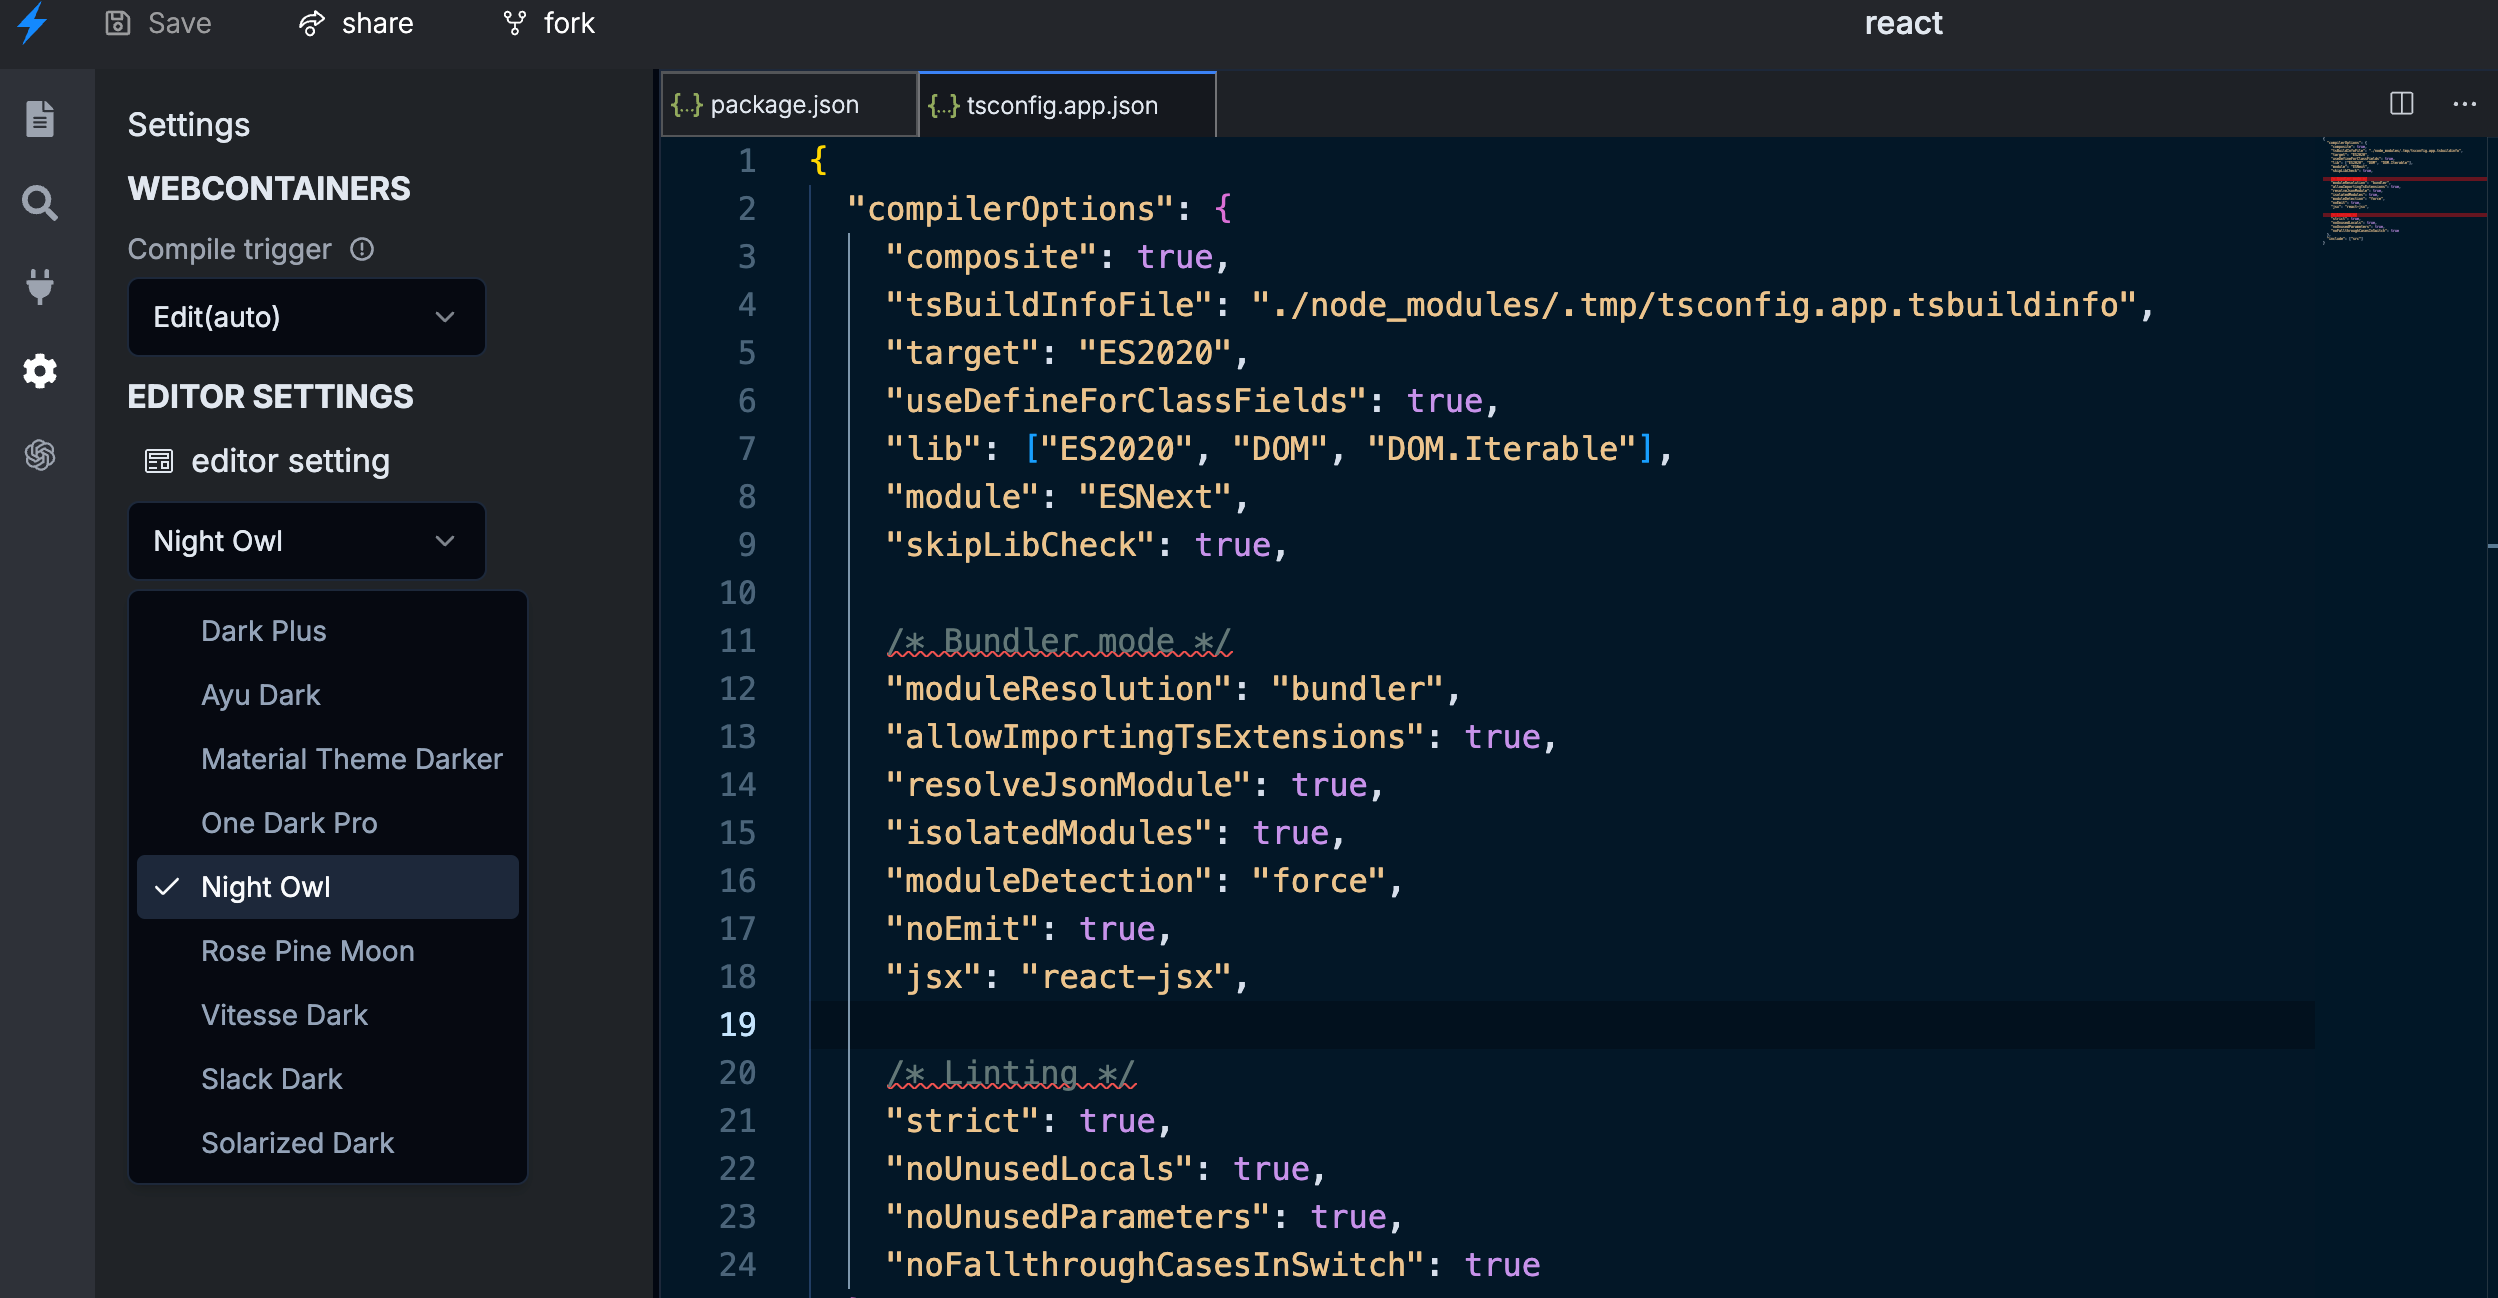 Save share fork react
Settings
WEBCONTAINERS
Compile trigger
Edit(auto)
EDITOR SETTINGS
editor setting
Night Owl
Dark Plus
Ayu Dark
Material Theme Darker
One Dark Pro
Night Owl
Rose Pine Moon
Vitesse Dark
Slack Dark
Solarized Dark
{...} package.json {...} tsconfig.app.json
1 {
2 "compilerOptions": {
3 "composite": true,
4 "tsBuildInfoFile": "./node_modules/.tmp/tsconfig.app.tsbuildinfo",
5 "target": "ES2020",
6 "useDefineForClassFields": true,
7 "lib": ["ES2020", "DOM", "DOM.Iterable"],
8 "module": "ESNext",
9 "skipLibCheck": true,
10
11 /* Bundler mode */
12 "moduleResolution": "bundler",
13 "allowImportingTsExtensions": true,
14 "resolveJsonModule": true,
15 "isolatedModules": true,
16 "moduleDetection": "force",
17 "noEmit": true,
18 "jsx": "react-jsx",
19
20 /* Linting */
21 "strict": true,
22 "noUnusedLocals": true,
23 "noUnusedParameters": true,
24 "noFallthroughCasesInSwitch": true